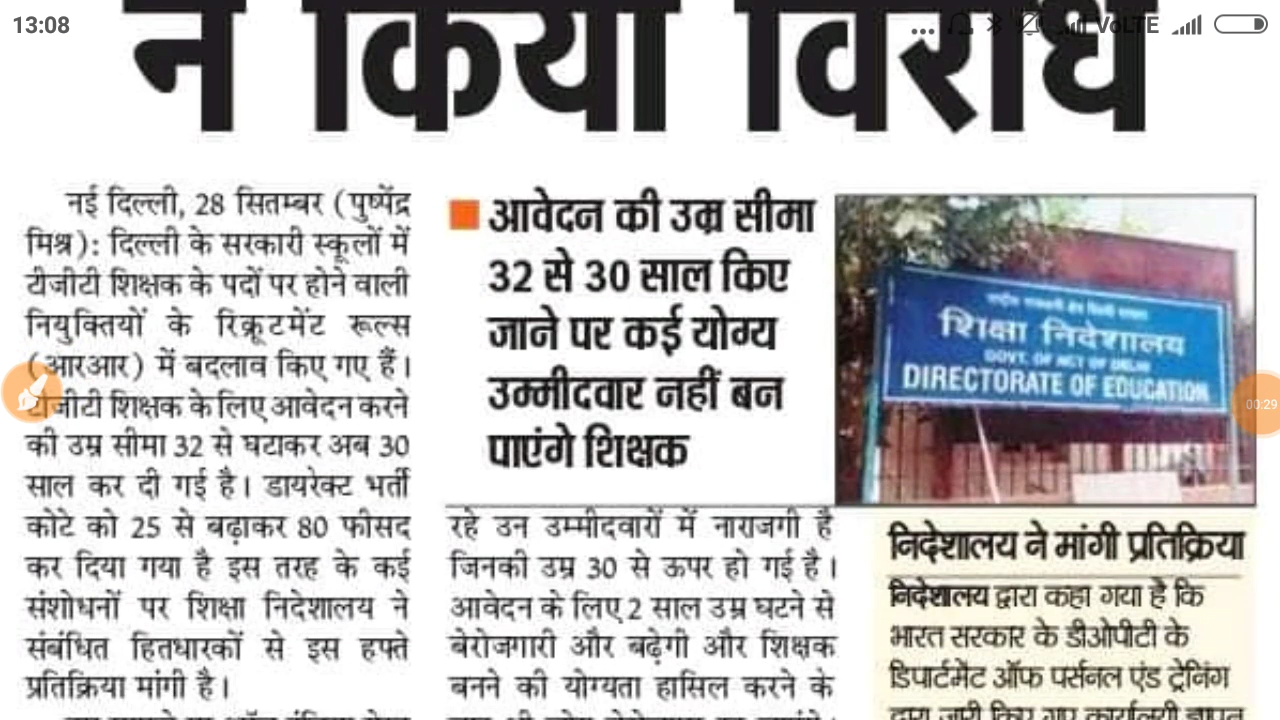 13:08
... VoLTE
ने किया विरोध
नई दिल्ली, 28 सितम्बर (पुष्पेंद्र
मिश्र): दिल्ली के सरकारी स्कूलों में
टीजीटी शिक्षक के पदों पर होने वाली
नियुक्तियों के रिक्रूटमेंट रूल्स
(आरआर) में बदलाव किए गए हैं।
टीजीटी शिक्षक के लिए आवेदन करने
की उम्र सीमा 32 से घटाकर अब 30
साल कर दी गई है। डायरेक्ट भर्ती
कोटे को 25 से बढ़ाकर 80 फीसद
कर दिया गया है इस तरह के कई
संशोधनों पर शिक्षा निदेशालय ने
संबंधित हितधारकों से इस हफ्ते
प्रतिक्रिया मांगी है।
आवेदन की उम्र सीमा
32 से 30 साल किए
जाने पर कई योग्य
उम्मीदवार नहीं बन
पाएंगे शिक्षक
रहे उन उम्मीदवारों में नाराजगी है
जिनकी उम्र 30 से ऊपर हो गई है।
आवेदन के लिए 2 साल उम्र घटने से
बेरोजगारी और बढ़ेगी और शिक्षक
बनने की योग्यता हासिल करने के
शिक्षा निदेशालय
GOVT. OF NCT OF DELHI
DIRECTORATE OF EDUCATION
00:29
निदेशालय ने मांगी प्रतिक्रिया
निदेशालय द्वारा कहा गया है कि
भारत सरकार के डीओपीटी के
डिपार्टमेंट ऑफ पर्सनल एंड ट्रेनिंग
द्वारा जारी किए गए कार्यालयी ज्ञापन